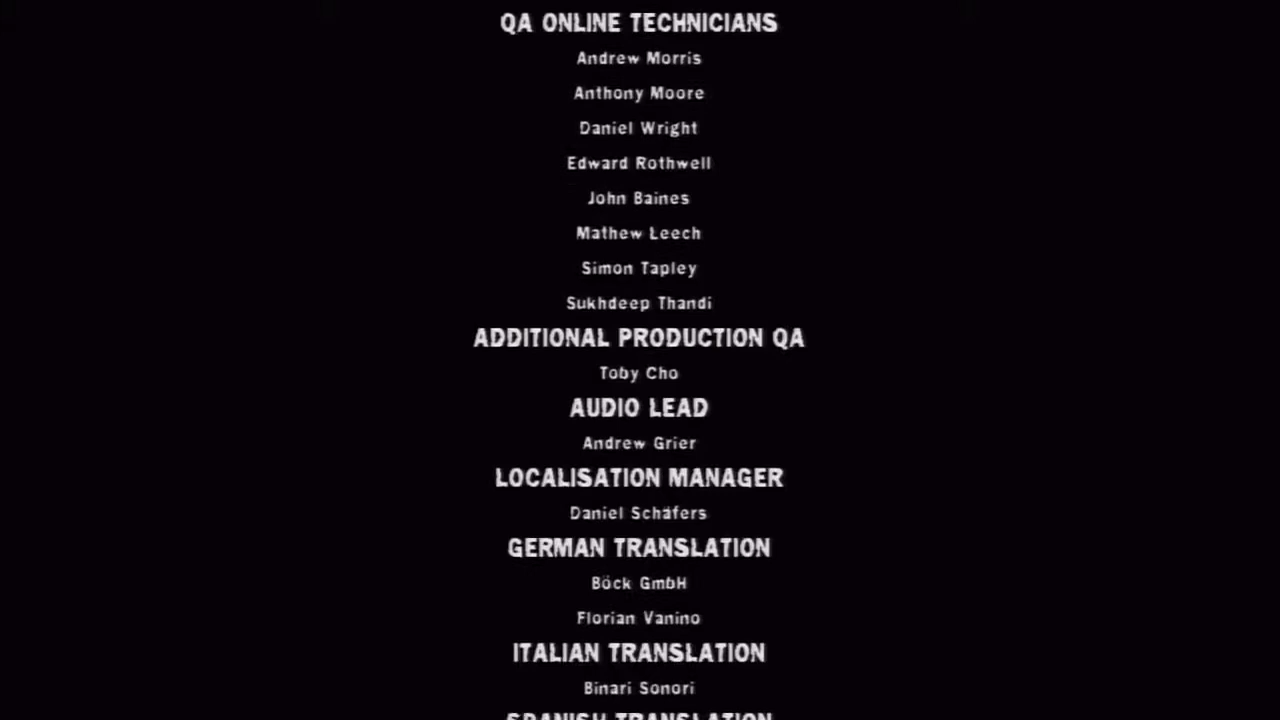 QA ONLINE TECHNICIANS
Andrew Morris
Anthony Moore
Daniel Wright
Edward Rothwell
John Baines
Mathew Leech
Simon Tapley
Sukhdeep Thandi
ADDITIONAL PRODUCTION QA
Toby Cho
AUDIO LEAD
Andrew Grier
LOCALISATION MANAGER
Daniel Schäfers
GERMAN TRANSLATION
Böck GmbH
Florian Vanino
ITALIAN TRANSLATION
Binari Sonori
SPANISH TRANSLATION